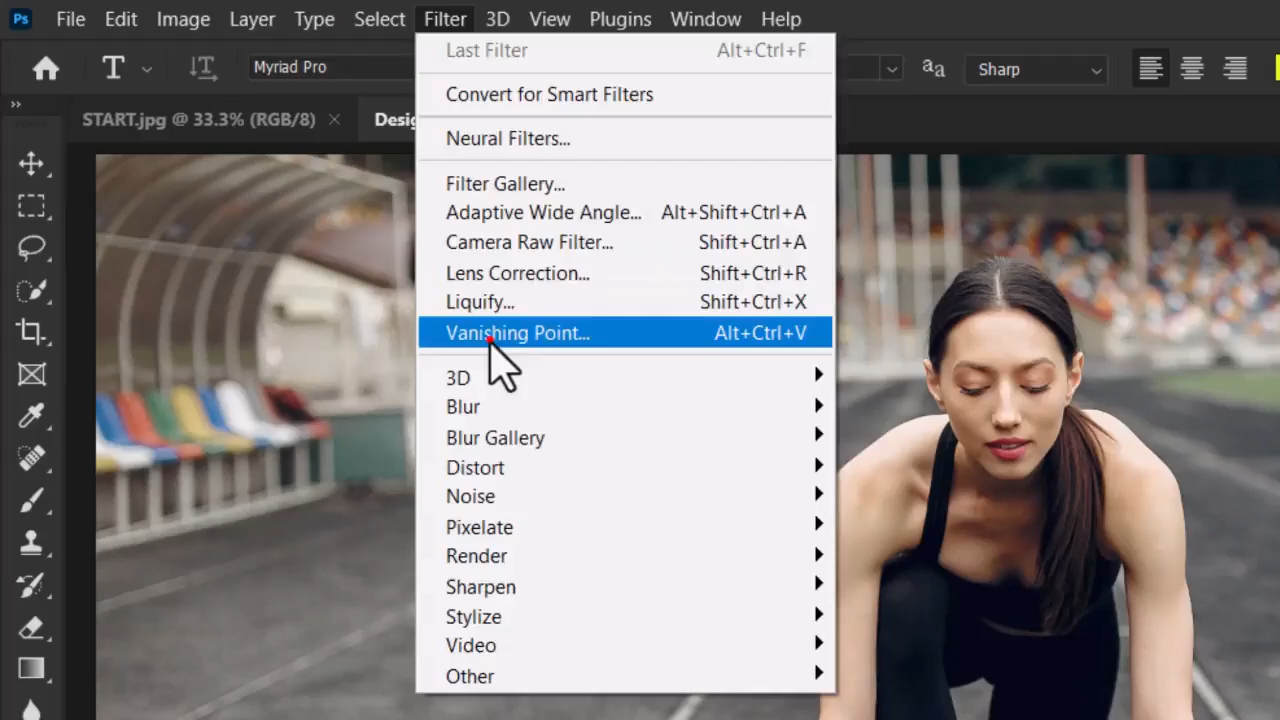 Ps File Edit Image Layer Type Select Filter 3D View Plugins Window Help
T Myriad Pro aa Sharp
START.jpg @ 33.3% (RGB/8) × Desig
Last Filter Alt+Ctrl+F
Convert for Smart Filters
Neural Filters...
Filter Gallery...
Adaptive Wide Angle... Alt+Shift+Ctrl+A
Camera Raw Filter... Shift+Ctrl+A
Lens Correction... Shift+Ctrl+R
Liquify... Shift+Ctrl+X
Vanishing Point... Alt+Ctrl+V
3D
Blur
Blur Gallery
Distort
Noise
Pixelate
Render
Sharpen
Stylize
Video
Other